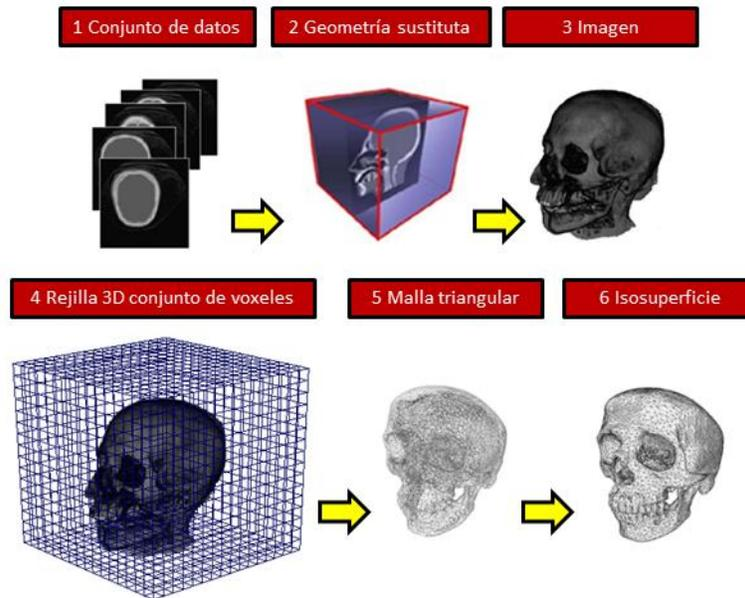 1 Conjunto de datos
2 Geometría sustituta
3 Imagen
4 Rejilla 3D conjunto de voxeles
5 Malla triangular
6 Isosuperficie